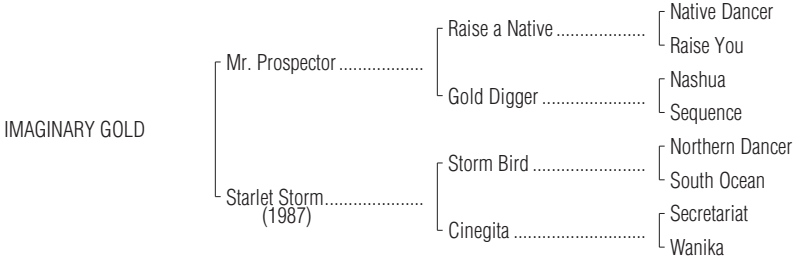 Native Dancer
Raise a Native ....................
Raise You
Mr. Prospector ..................
Nashua
Gold Digger .......................
Sequence
IMAGINARY GOLD
Northern Dancer
Storm Bird .........................
South Ocean
Starlet Storm.....................
(1987)
Secretariat
Cinegita .............................
Wanika